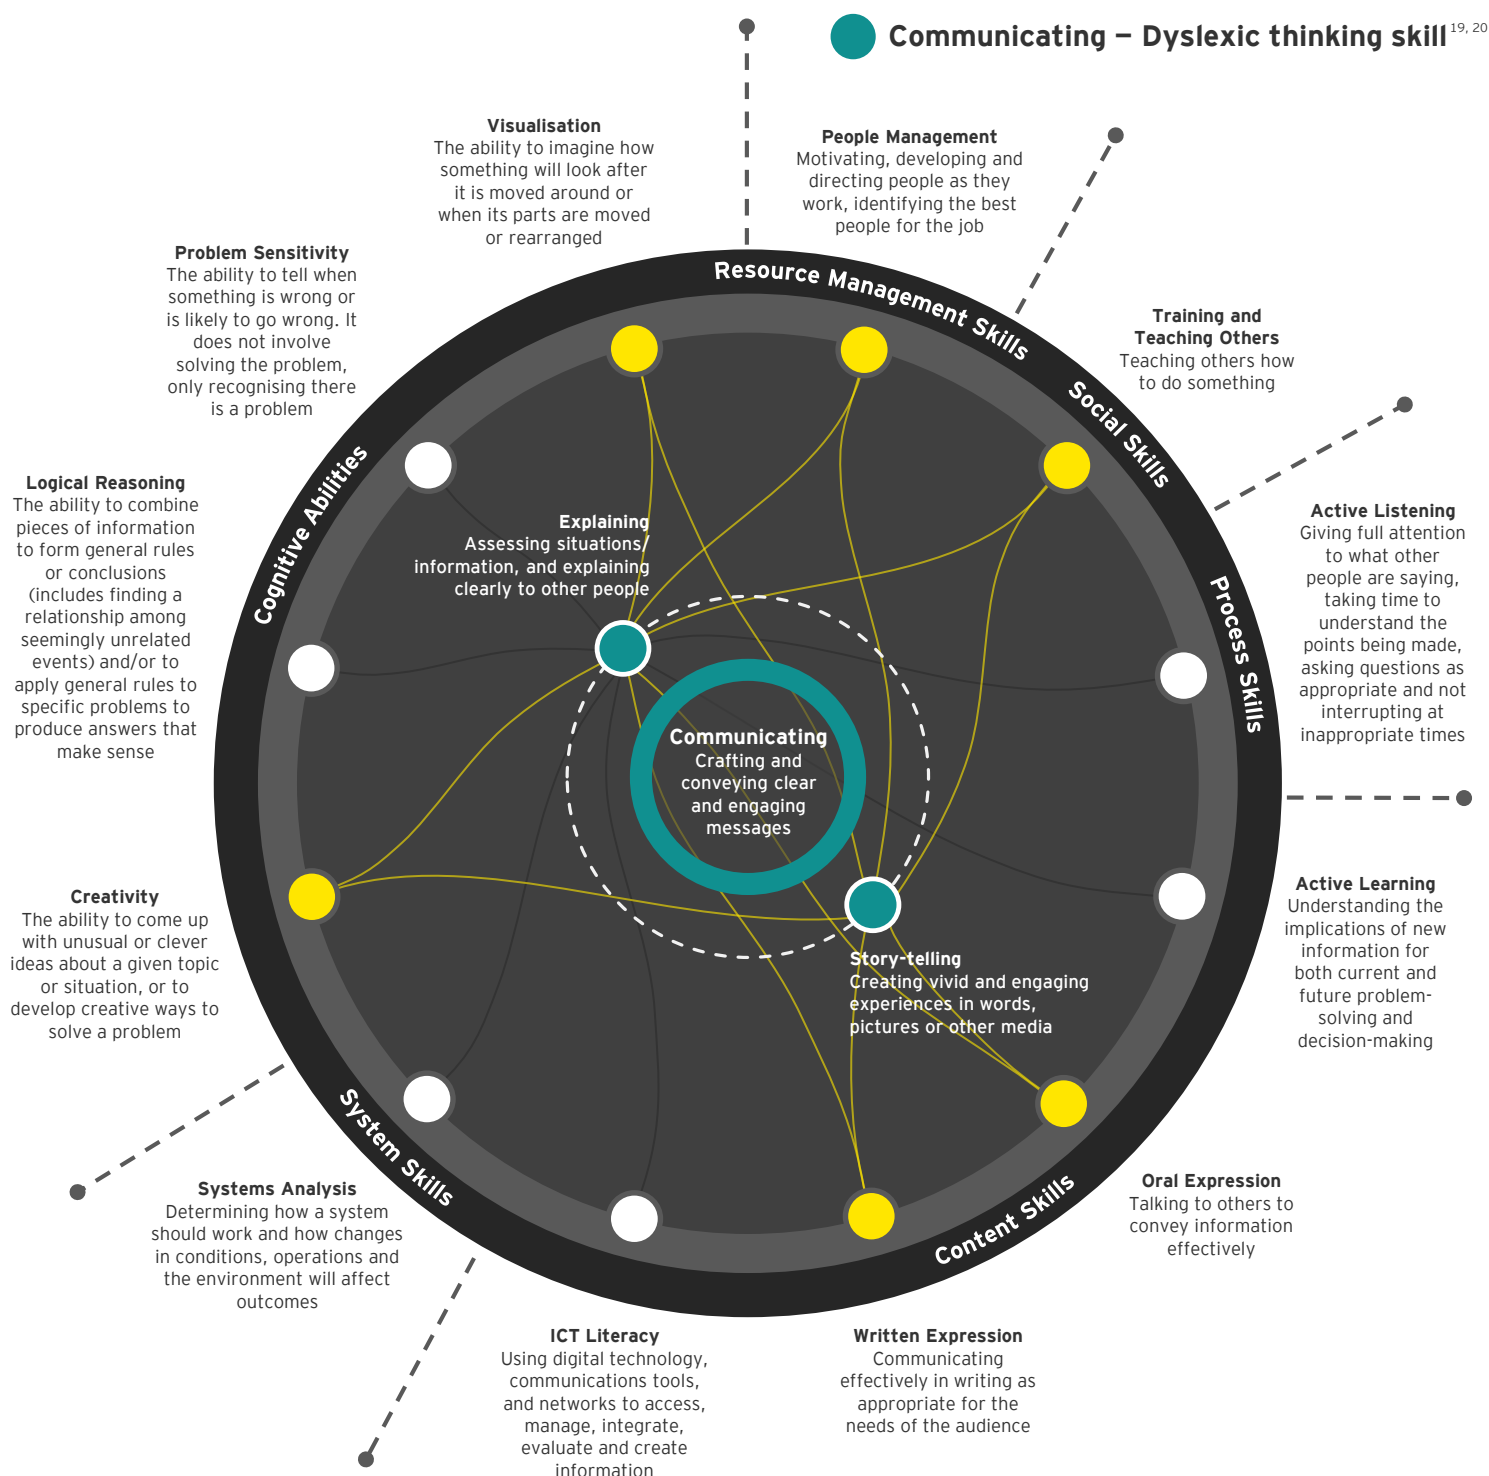 Communicating – Dyslexic thinking skill 19, 20
Visualisation
The ability to imagine how
something will look after
it is moved around or
when its parts are moved
or rearranged
People Management
Motivating, developing and
directing people as they
work, identifying the best
people for the job
Problem Sensitivity
The ability to tell when
something is wrong or
is likely to go wrong. It
does not involve
solving the problem,
only recognising there
is a problem
Training and
Teaching Others
Teaching others how
to do something
Logical Reasoning
The ability to combine
pieces of information
to form general rules
or conclusions
(includes finding a
relationship among
seemingly unrelated
events) and/or to
apply general rules to
specific problems to
produce answers that
make sense
Active Listening
Giving full attention
to what other
people are saying,
taking time to
understand the
points being made,
asking questions as
appropriate and not
interrupting at
inappropriate times
Creativity
The ability to come up
with unusual or clever
ideas about a given topic
or situation, or to
develop creative ways to
solve a problem
Active Learning
Understanding the
implications of new
information for
both current and
future problem-
solving and
decision-making
Systems Analysis
Determining how a system
should work and how changes
in conditions, operations and
the environment will affect
outcomes
Oral Expression
Talking to others to
convey information
effectively
ICT Literacy
Using digital technology,
communications tools,
and networks to access,
manage, integrate,
evaluate and create
information
Written Expression
Communicating
effectively in writing as
appropriate for the
needs of the audience
Resource Management Skills
Social Skills
Process Skills
Content Skills
System Skills
Cognitive Abilities
Explaining
Assessing situations/
information, and explaining
clearly to other people
Communicating
Crafting and
conveying clear
and engaging
messages
Story-telling
Creating vivid and engaging
experiences in words,
pictures or other media